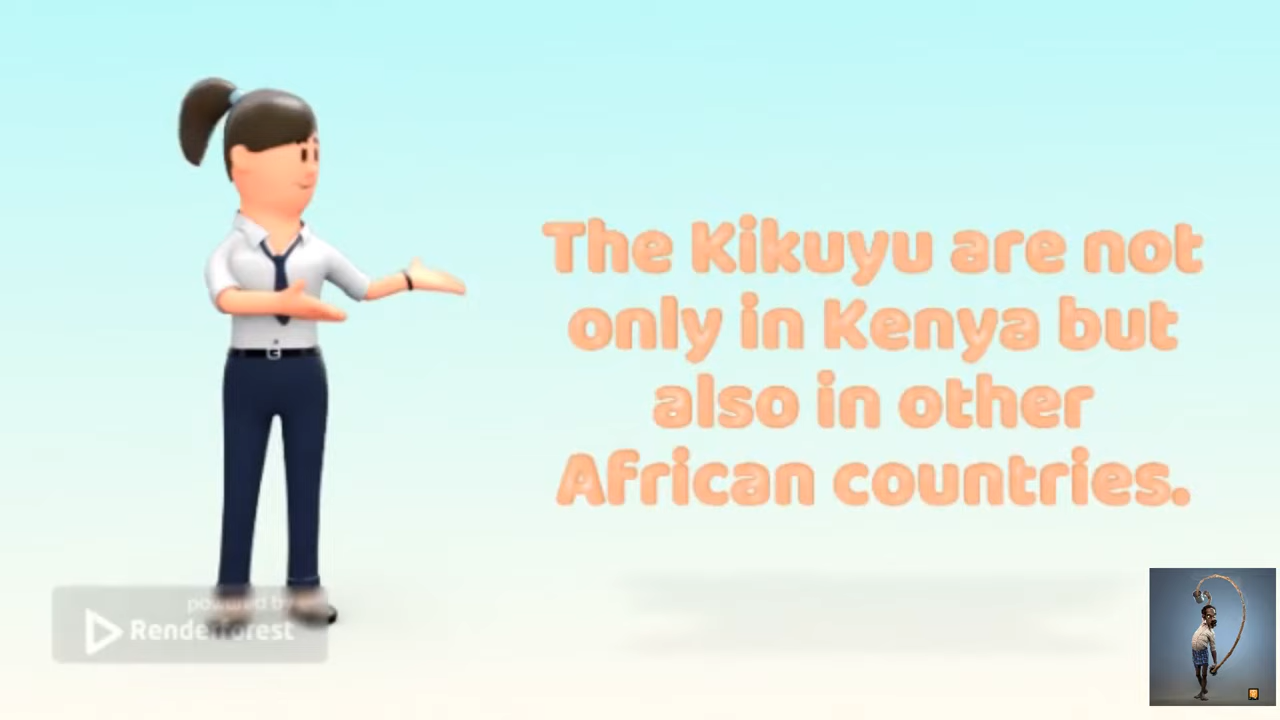 The Kikuyu are not
only in Kenya but
also in other
African countries.
powered by
Renderforest